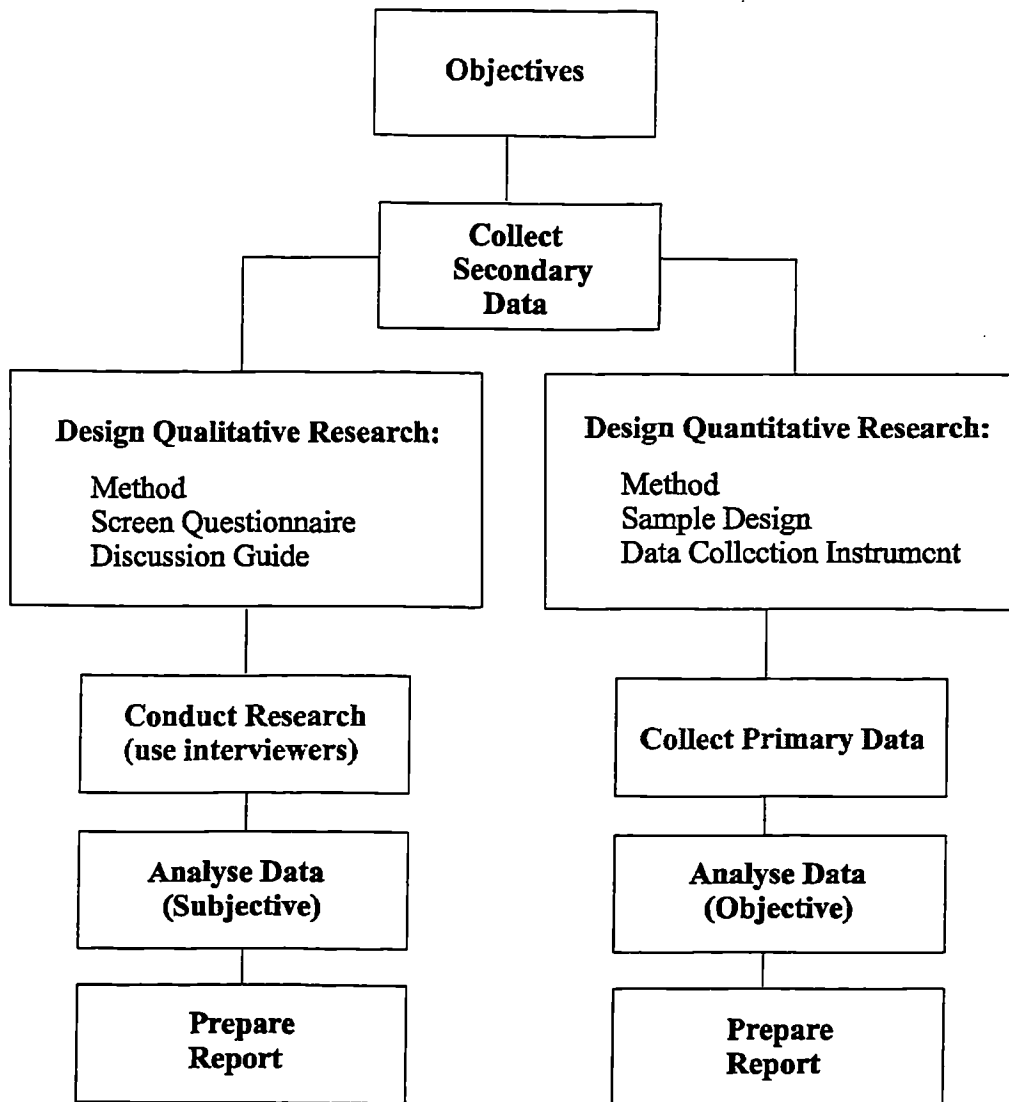 Objectives
Collect
Secondary
Data
Design Qualitative Research:
Method
Screen Questionnaire
Discussion Guide
Design Quantitative Research:
Method
Sample Design
Data Collection Instrument
Conduct Research
(use interviewers)
Collect Primary Data
Analyse Data
(Subjective)
Analyse Data
(Objective)
Prepare
Report
Prepare
Report